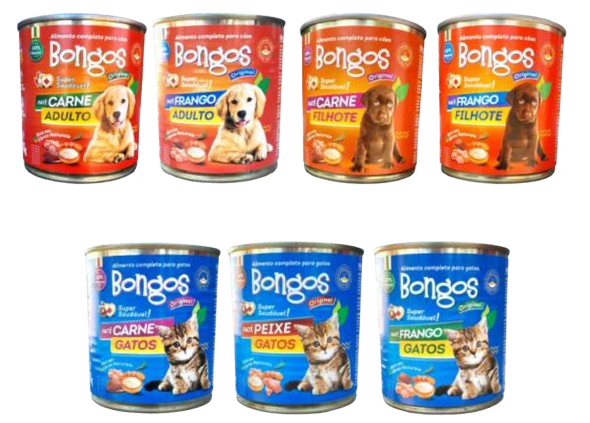 Alimento completo para cães
Bongos
Original
Super
Saudável!
PATÊ CARNE
ADULTO
Alimento completo para cães
Bongos
Original
Super
Saudável!
PATÊ FRANGO
ADULTO
Alimento completo para cães
Bongos
Original
Super
Saudável!
PATÊ CARNE
FILHOTE
Alimento completo para cães
Bongos
Original
Super
Saudável!
PATÊ FRANGO
FILHOTE
Alimento completo para gatos
Bongos
Original
Super
Saudável!
PATÊ CARNE
GATOS
Alimento completo para gatos
Bongos
Original
Super
Saudável!
PATÊ PEIXE
GATOS
Alimento completo para gatos
Bongos
Original
Super
Saudável!
PATÊ FRANGO
GATOS